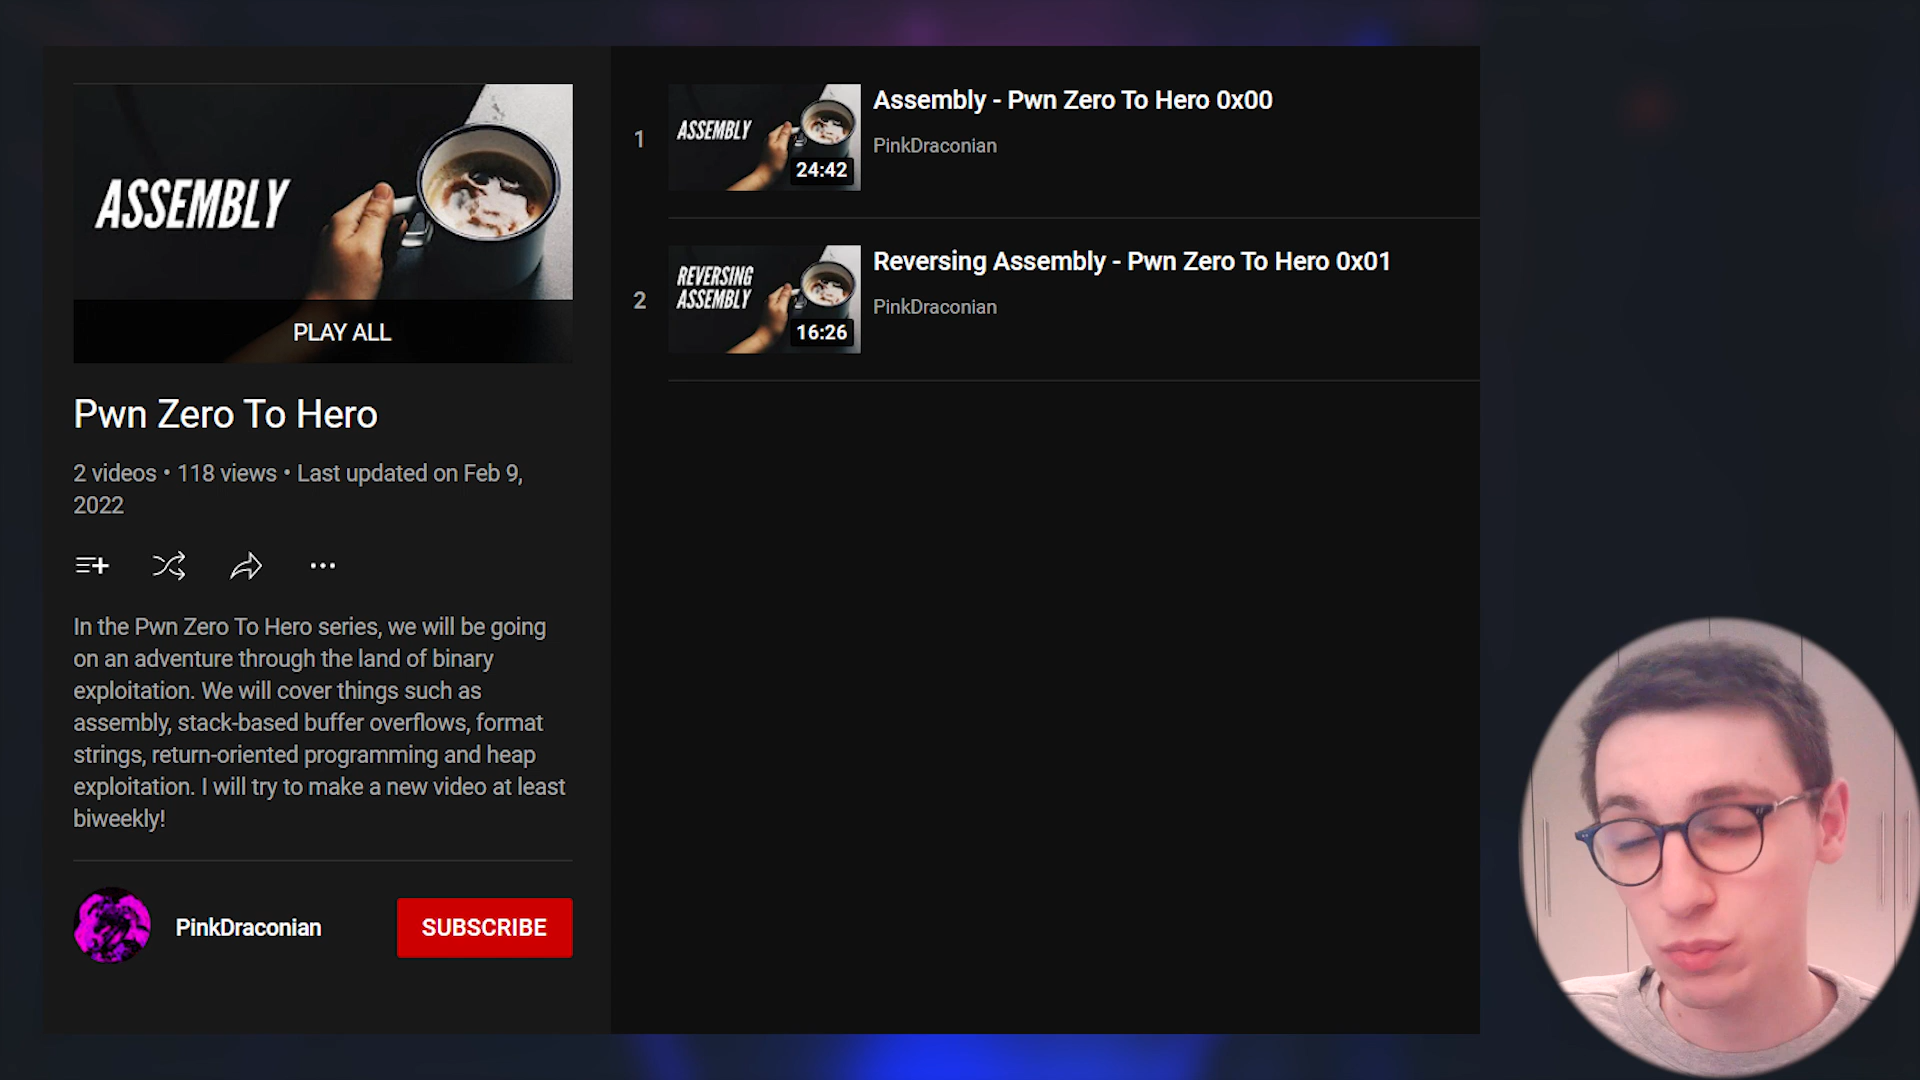 ASSEMBLY
PLAY ALL
Pwn Zero To Hero
2 videos • 118 views • Last updated on Feb 9,
2022
In the Pwn Zero To Hero series, we will be going
on an adventure through the land of binary
exploitation. We will cover things such as
assembly, stack-based buffer overflows, format
strings, return-oriented programming and heap
exploitation. I will try to make a new video at least
biweekly!
PinkDraconian
SUBSCRIBE
1
ASSEMBLY
24:42
Assembly - Pwn Zero To Hero 0x00
PinkDraconian
2
REVERSING
ASSEMBLY
16:26
Reversing Assembly - Pwn Zero To Hero 0x01
PinkDraconian